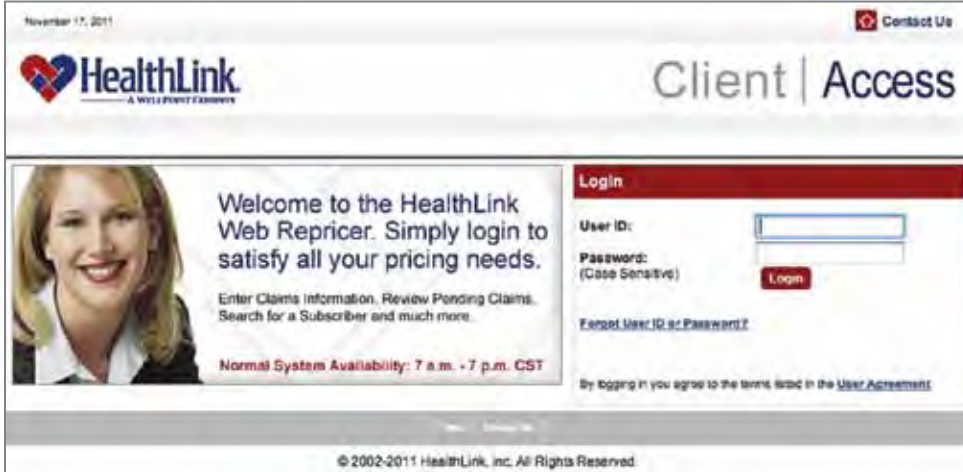 November 17, 2011
Contact Us
HealthLink
A WELLPOINT COMPANY
Client | Access
Login
Welcome to the HealthLink
Web Repricer. Simply login to
satisfy all your pricing needs.
Enter Claims Information. Review Pending Claims.
Search for a Subscriber and much more.
Normal System Availability: 7 a.m. - 7 p.m. CST
User ID:
Password:
(Case Sensitive)
Login
Forgot User ID or Password?
By logging in you agree to the terms listed in the User Agreement
© 2002-2011 HealthLink, Inc. All Rights Reserved.